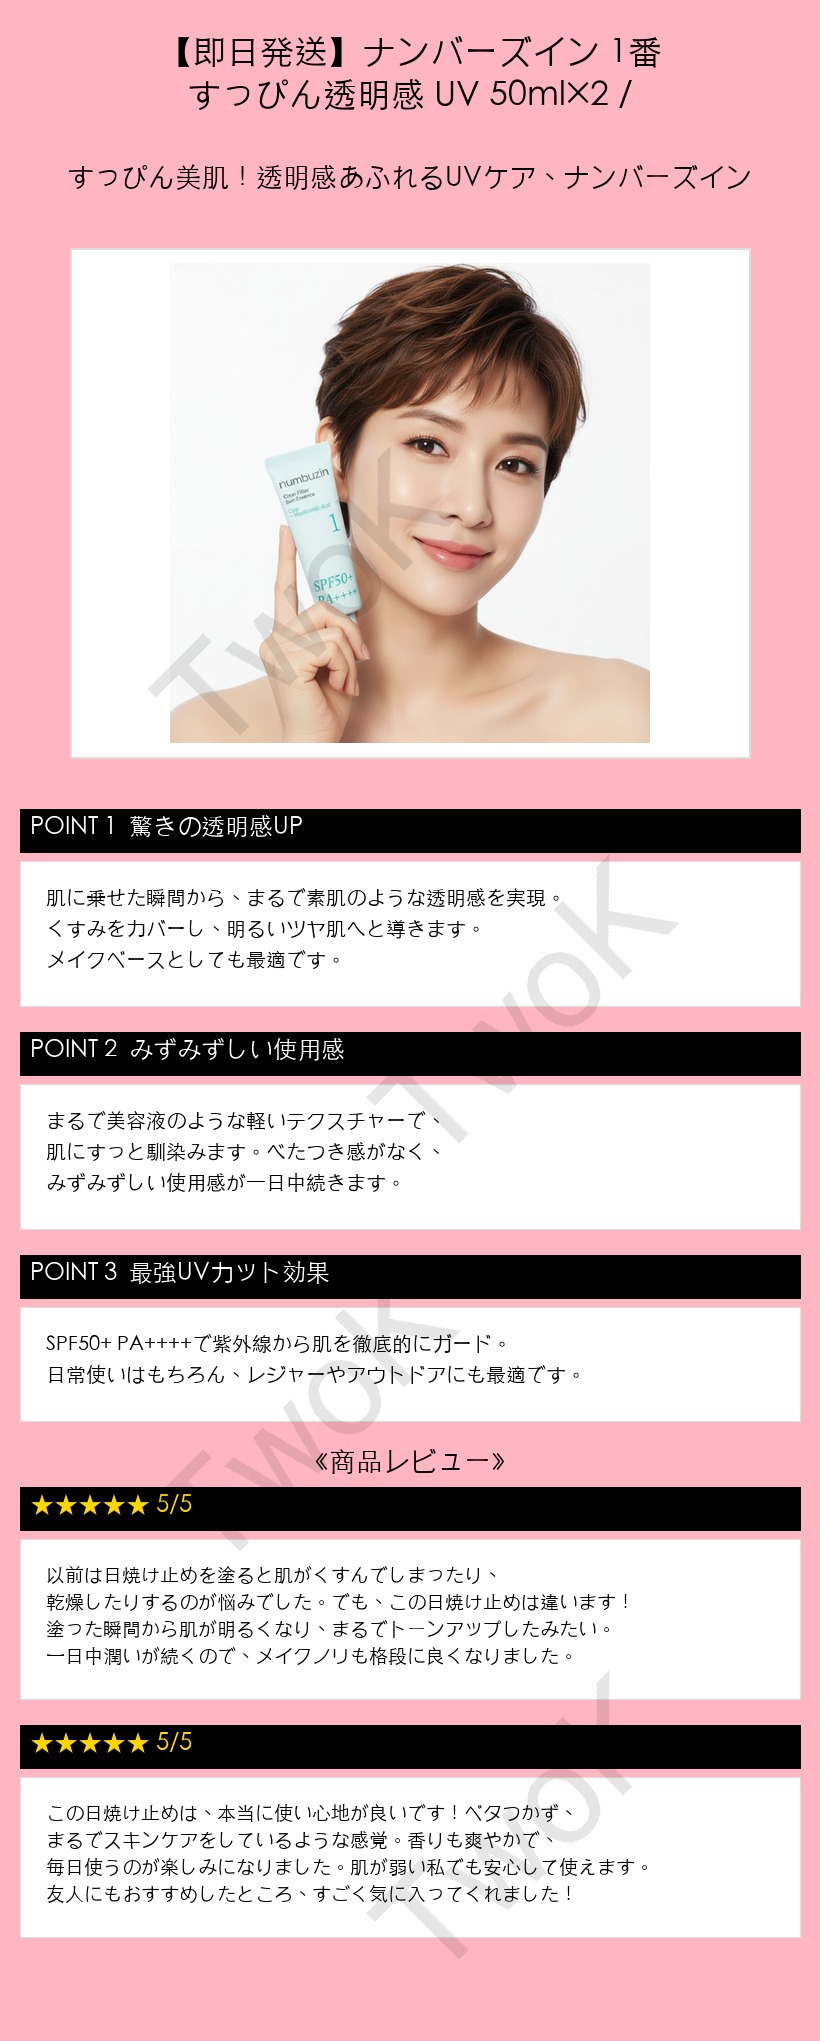 【即日発送】ナンバーズイン 1番
すっぴん透明感 UV 50ml×2 /
すっぴん美肌！透明感あふれるUVケア、ナンバーズイン
numbuzin
Clear Filter
Sun Essence
Hyaluronic Acid
1
SPF50+
PA++++
TwoK
POINT 1 驚きの透明感UP
肌に乗せた瞬間から、まるで素肌のような透明感を実現。
くすみをカバーし、明るいツヤ肌へと導きます。
メイクベースとしても最適です。
TwoK
POINT 2 みずみずしい使用感
まるで美容液のような軽いテクスチャーで、
肌にすっと馴染みます。べたつき感がなく、
みずみずしい使用感が一日中続きます。
POINT 3 最強UVカット効果
SPF50+ PA++++で紫外線から肌を徹底的にガード。
日常使いはもちろん、レジャーやアウトドアにも最適です。
TwoK
《商品レビュー》
★★★★★ 5/5
以前は日焼け止めを塗ると肌がくすんでしまったり、
乾燥したりするのが悩みでした。でも、この日焼け止めは違います！
塗った瞬間から肌が明るくなり、まるでトーンアップしたみたい。
一日中潤いが続くので、メイクノリも格段に良くなりました。
★★★★★ 5/5
この日焼け止めは、本当に使い心地が良いです！ベタつかず、
まるでスキンケアをしているような感覚。香りも爽やかで、
毎日使うのが楽しみになりました。肌が弱い私でも安心して使えます。
友人にもおすすめしたところ、すごく気に入ってくれました！
TwoK